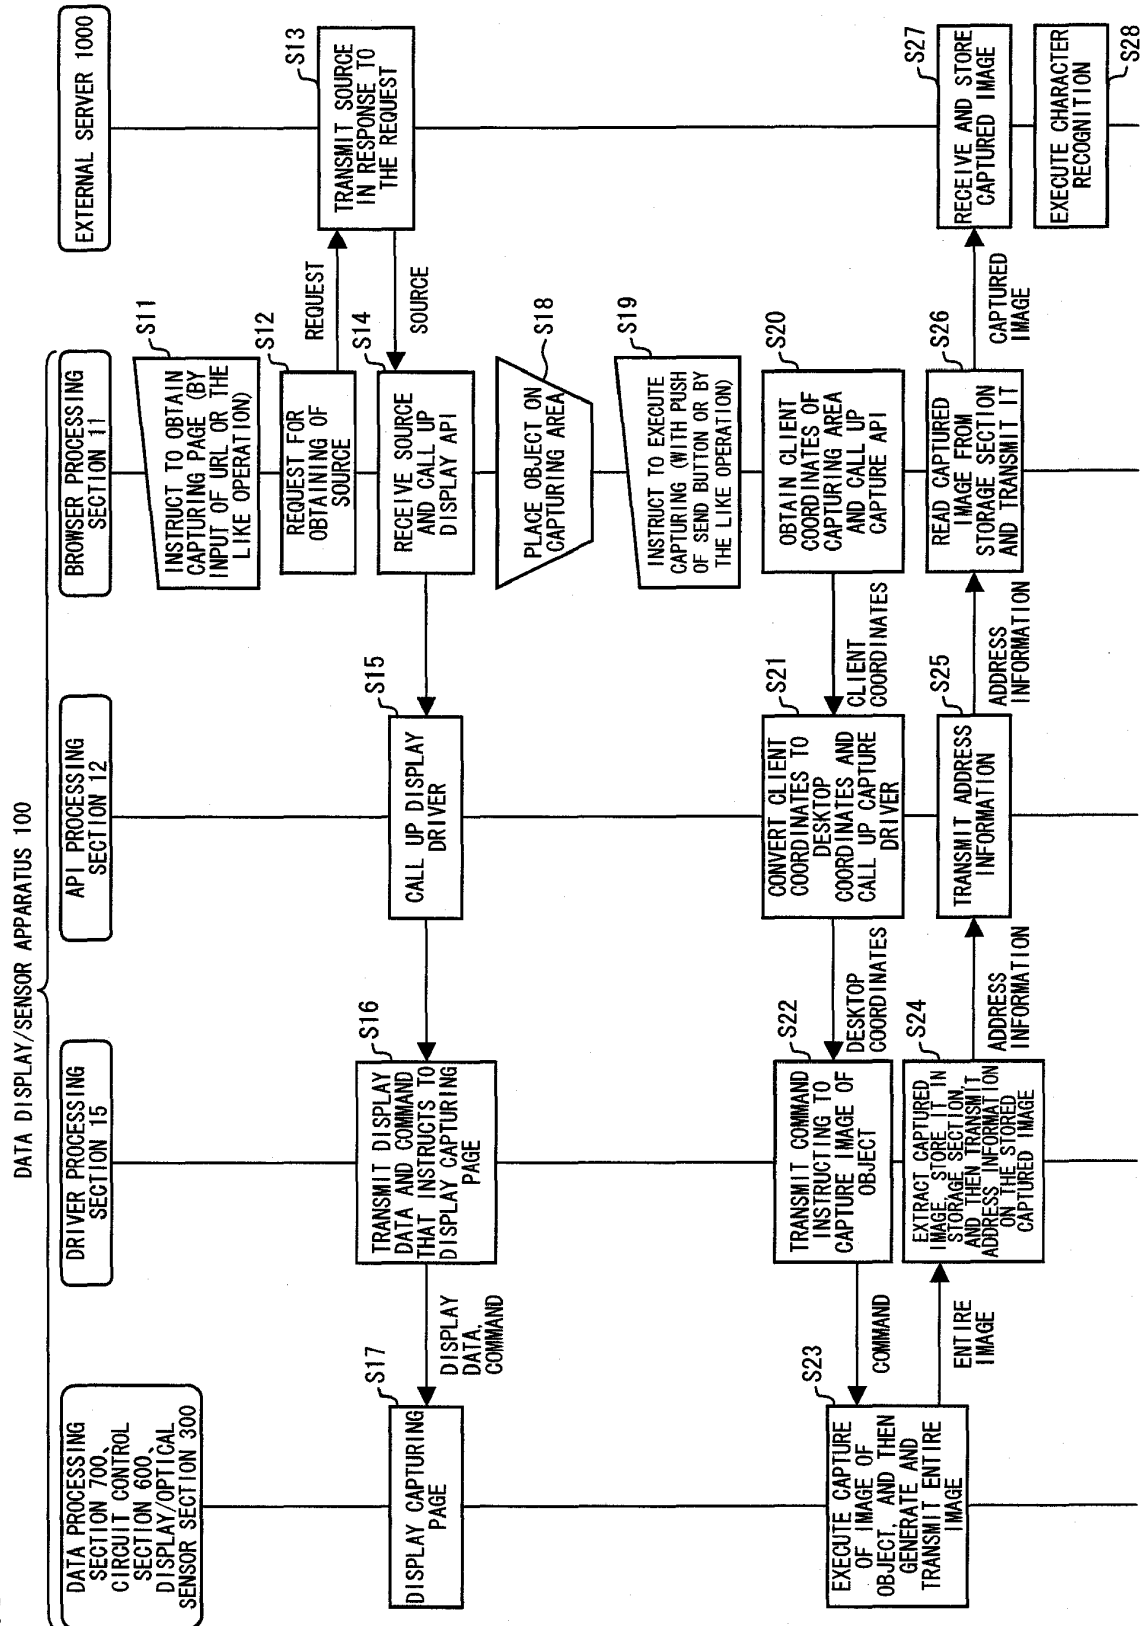 DATA DISPLAY/SENSOR APPARATUS 100
DATA PROCESSING
SECTION 700,
CIRCUIT CONTROL
SECTION 600,
DISPLAY/OPTICAL
SENSOR SECTION 300
DRIVER PROCESSING
SECTION 15
API PROCESSING
SECTION 12
BROWSER PROCESSING
SECTION 11
EXTERNAL SERVER 1000
S11
INSTRUCT TO OBTAIN
CAPTURING PAGE (BY
INPUT OF URL OR THE
LIKE OPERATION)
S12
REQUEST FOR
OBTAINING OF
SOURCE
REQUEST
S13
TRANSMIT SOURCE
IN RESPONSE TO
THE REQUEST
SOURCE
S14
RECEIVE SOURCE
AND CALL UP
DISPLAY API
S15
CALL UP DISPLAY
DRIVER
S16
TRANSMIT DISPLAY
DATA AND COMMAND
THAT INSTRUCTS TO
DISPLAY CAPTURING
PAGE
DISPLAY
DATA,
COMMAND
S17
DISPLAY CAPTURING
PAGE
S18
PLACE OBJECT ON
CAPTURING AREA
S19
INSTRUCT TO EXECUTE
CAPTURING (WITH PUSH
OF SEND BUTTON OR BY
THE LIKE OPERATION)
S20
OBTAIN CLIENT
COORDINATES OF
CAPTURING AREA
AND CALL UP
CAPTURE API
CLIENT
COORDINATES
S21
CONVERT CLIENT
COORDINATES TO
DESKTOP
COORDINATES AND
CALL UP CAPTURE
DRIVER
DESKTOP
COORDINATES
S22
TRANSMIT COMMAND
INSTRUCTING TO
CAPTURE IMAGE OF
OBJECT
COMMAND
S23
EXECUTE CAPTURE
OF IMAGE OF
OBJECT, AND THEN
GENERATE AND
TRANSMIT ENTIRE
IMAGE
ENTIRE
IMAGE
S24
EXTRACT CAPTURED
IMAGE, STORE IT IN
STORAGE SECTION,
AND THEN TRANSMIT
ADDRESS INFORMATION
ON THE STORED
CAPTURED IMAGE
ADDRESS
INFORMATION
S25
TRANSMIT ADDRESS
INFORMATION
ADDRESS
INFORMATION
S26
READ CAPTURED
IMAGE FROM
STORAGE SECTION
AND TRANSMIT IT
CAPTURED
IMAGE
S27
RECEIVE AND STORE
CAPTURED IMAGE
EXECUTE CHARACTER
RECOGNITION
S28